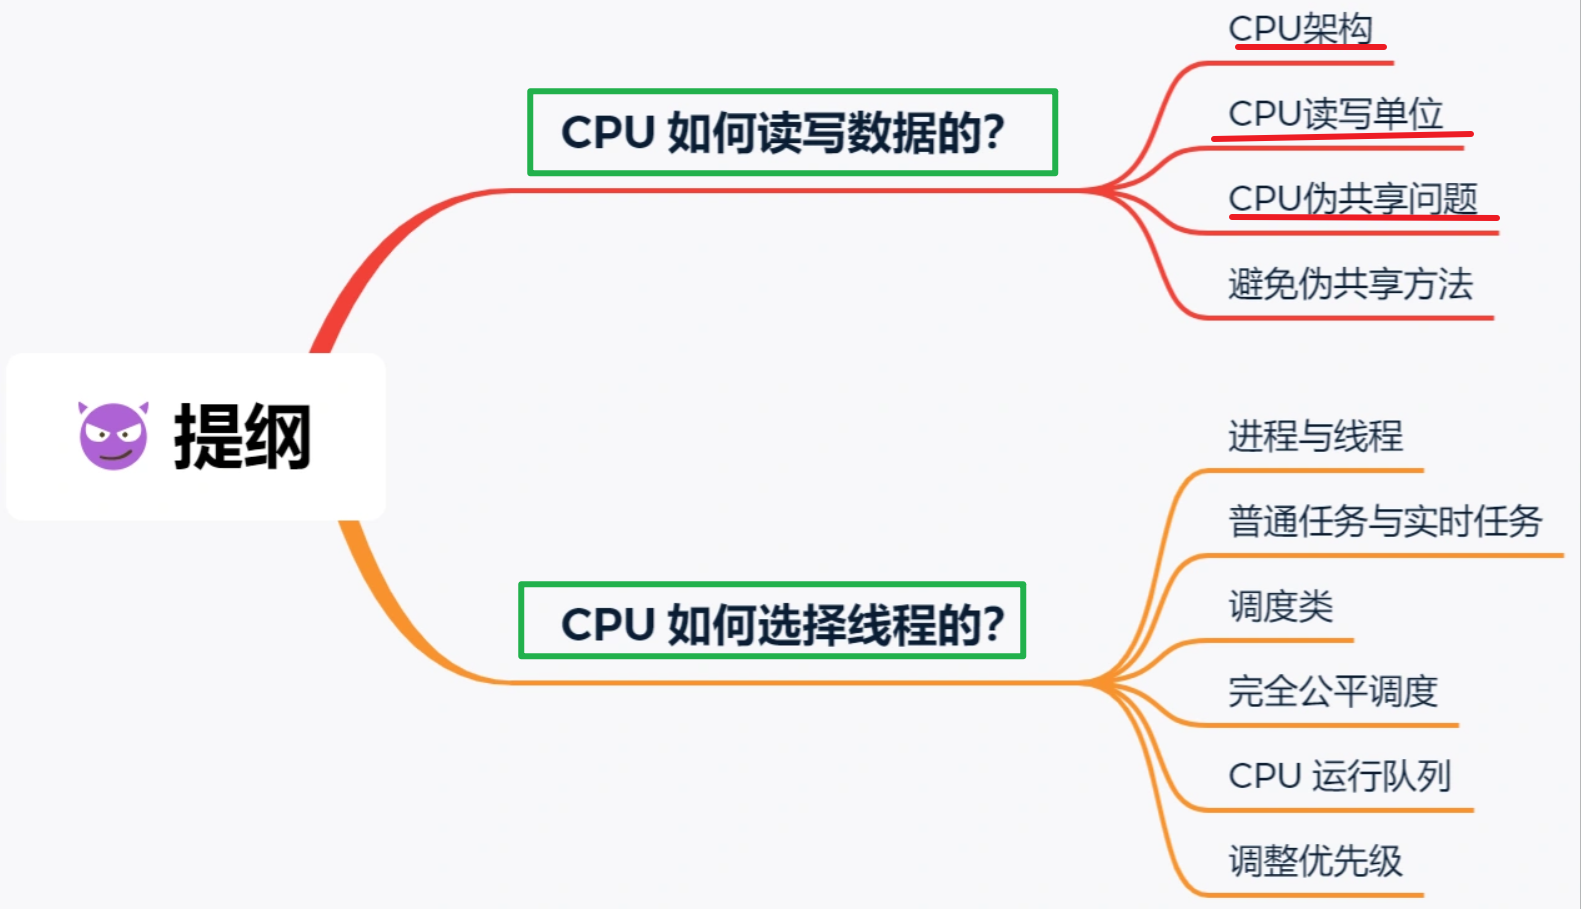 提纲
CPU 如何读写数据的?
CPU架构
CPU读写单位
CPU伪共享问题
避免伪共享方法
CPU 如何选择线程的?
进程与线程
普通任务与实时任务
调度类
完全公平调度
CPU 运行队列
调整优先级